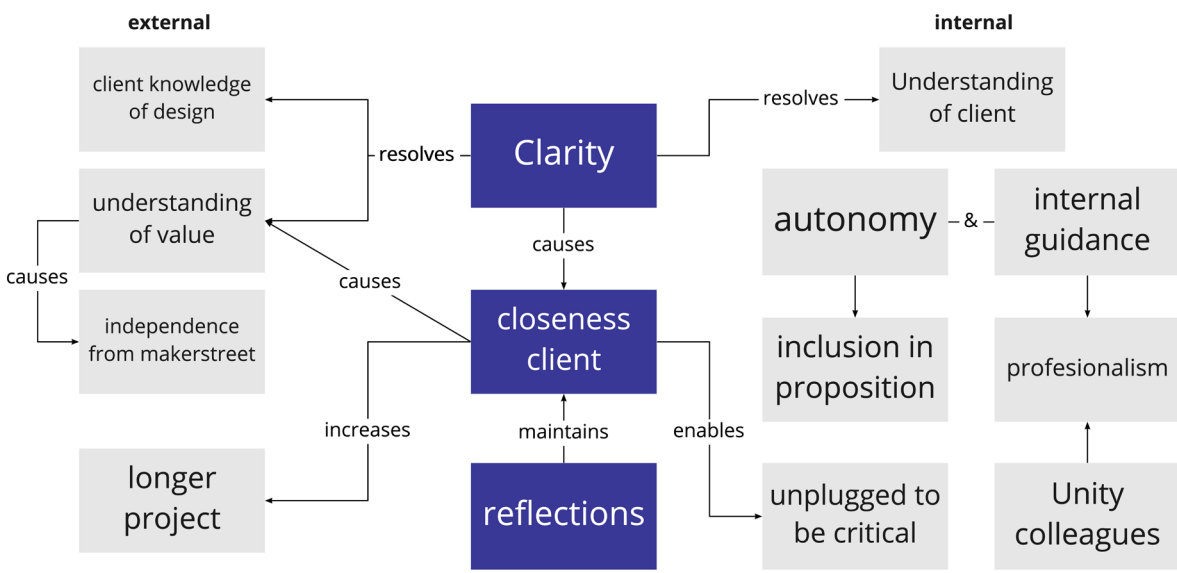 external
internal
client knowledge
of design
Understanding
of client
resolves
Clarity
resolves
understanding
of value
autonomy
&
internal
guidance
causes
causes
causes
closeness
client
independence
from makerstreet
inclusion in
proposition
profesionalism
increases
maintains
enables
longer
project
reflections
unplugged to
be critical
Unity
colleagues